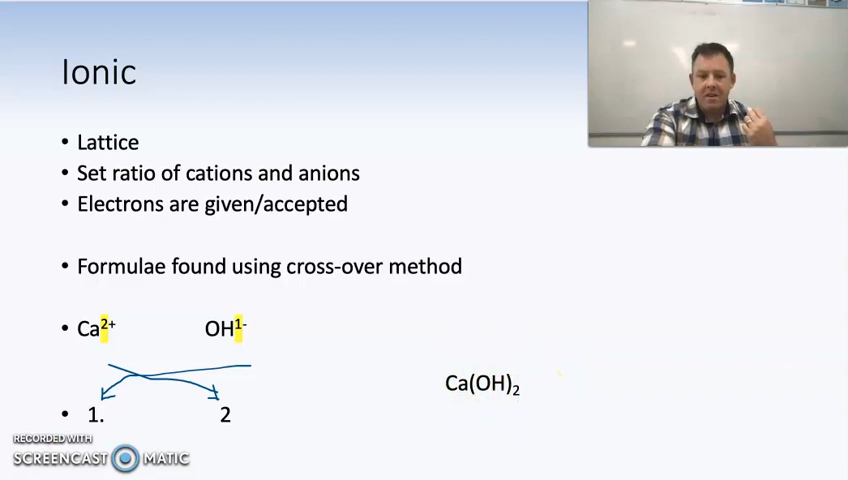 Ionic
• Lattice
• Set ratio of cations and anions
• Electrons are given/accepted
• Formulae found using cross-over method
• Ca²⁺ OH¹⁻
Ca(OH)₂
• 1. 2
RECORDED WITH
SCREENCAST MATIC